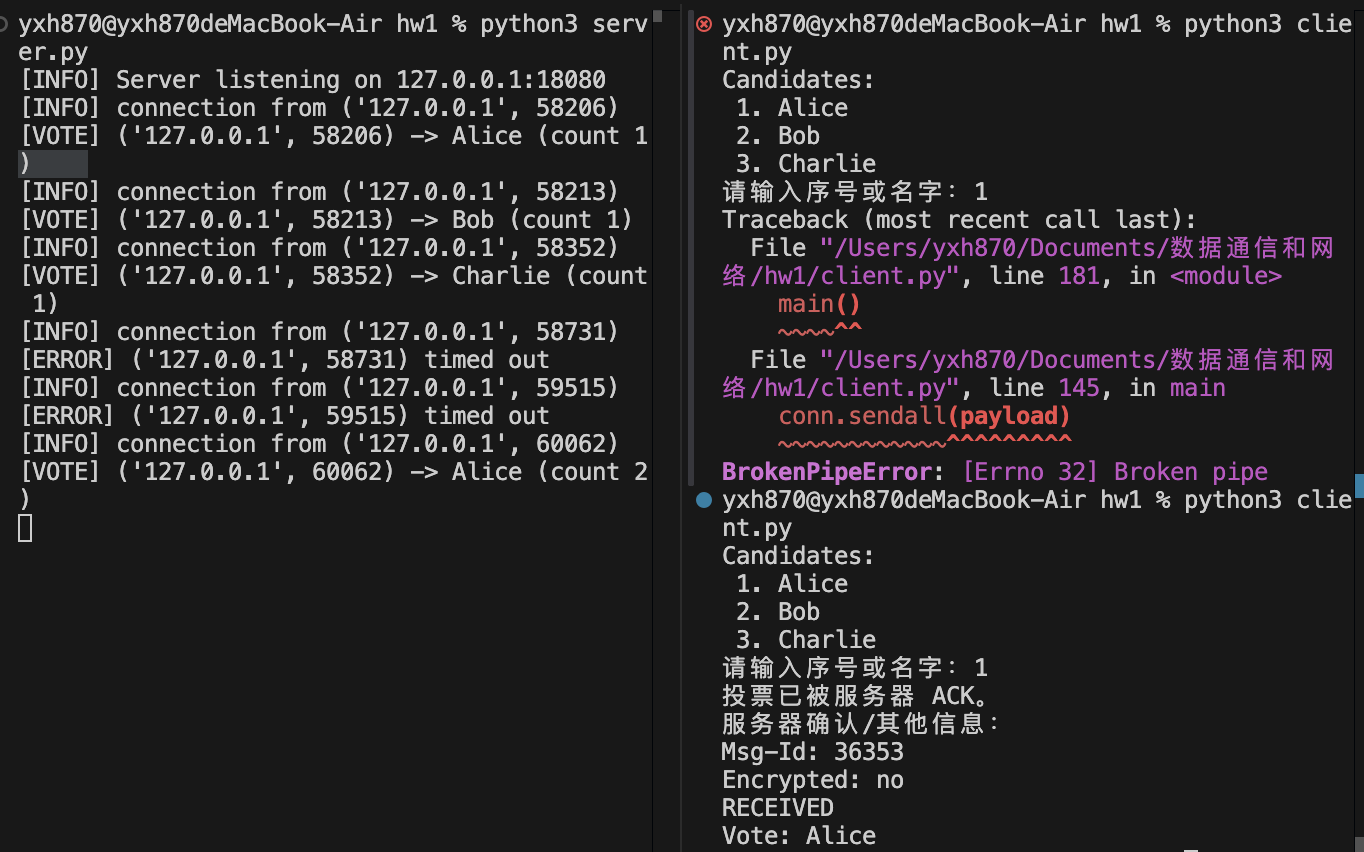 yxh870@yxh870deMacBook-Air hw1 % python3 serv
er.py
[INFO] Server listening on 127.0.0.1:18080
[INFO] connection from ('127.0.0.1', 58206)
[VOTE] ('127.0.0.1', 58206) -> Alice (count 1
)
[INFO] connection from ('127.0.0.1', 58213)
[VOTE] ('127.0.0.1', 58213) -> Bob (count 1)
[INFO] connection from ('127.0.0.1', 58352)
[VOTE] ('127.0.0.1', 58352) -> Charlie (count
 1)
[INFO] connection from ('127.0.0.1', 58731)
[ERROR] ('127.0.0.1', 58731) timed out
[INFO] connection from ('127.0.0.1', 59515)
[ERROR] ('127.0.0.1', 59515) timed out
[INFO] connection from ('127.0.0.1', 60062)
[VOTE] ('127.0.0.1', 60062) -> Alice (count 2
)
yxh870@yxh870deMacBook-Air hw1 % python3 clie
nt.py
Candidates:
 1. Alice
 2. Bob
 3. Charlie
请输入序号或名字: 1
Traceback (most recent call last):
  File "/Users/yxh870/Documents/数据通信和网
络/hw1/client.py", line 181, in <module>
    main()
    ~~~~^^
  File "/Users/yxh870/Documents/数据通信和网
络/hw1/client.py", line 145, in main
    conn.sendall(payload)
    ~~~~~~~~~~~~^^^^^^^^^
BrokenPipeError: [Errno 32] Broken pipe
yxh870@yxh870deMacBook-Air hw1 % python3 clie
nt.py
Candidates:
 1. Alice
 2. Bob
 3. Charlie
请输入序号或名字: 1
投票已被服务器 ACK。
服务器确认/其他信息:
Msg-Id: 36353
Encrypted: no
RECEIVED
Vote: Alice